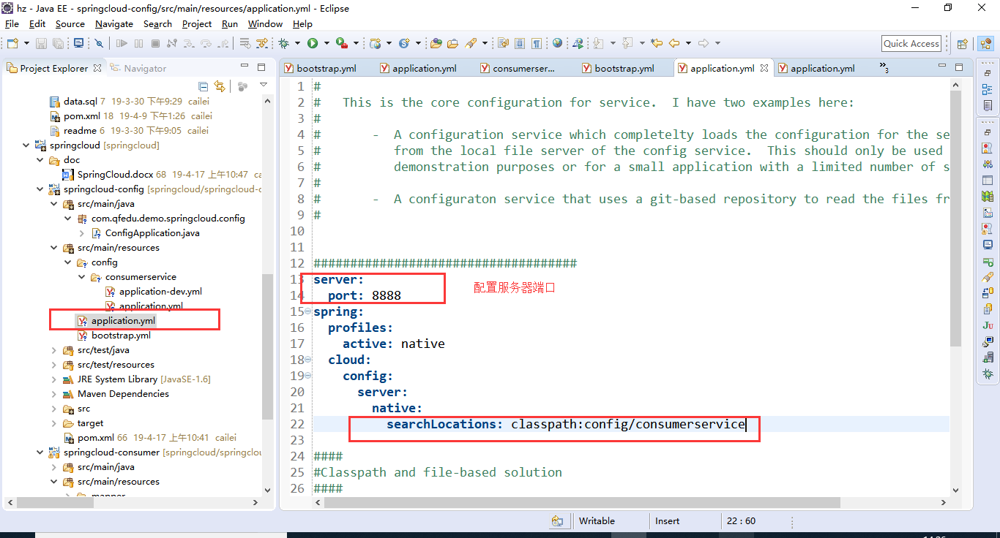 hz - Java EE - springcloud-config/src/main/resources/application.yml - Eclipse
File Edit Source Navigate Search Project Run Window Help
Quick Access
Project Explorer Navigator
data.sql 7 19-3-30 下午9:29 cailei
pom.xml 18 19-4-9 下午1:26 cailei
readme 6 19-3-30 下午9:05 cailei
springcloud [springcloud]
doc
SpringCloud.docx 68 19-4-17 上午10:47 ca
springcloud-config [springcloud/springcloud-c
src/main/java
com.qfedu.demo.springcloud.config
ConfigApplication.java
src/main/resources
config
consumerservice
application-dev.yml
application.yml
application.yml
bootstrap.yml
src/test/java
src/test/resources
JRE System Library [JavaSE-1.6]
Maven Dependencies
src
target
pom.xml 66 19-4-17 上午10:41 cailei
springcloud-consumer [springcloud/springclou
src/main/java
src/main/resources
mapper
bootstrap.yml application.yml consumerser... bootstrap.yml application.yml application.yml »3
1 #
2 # This is the core configuration for service. I have two examples here:
3 #
4 # - A configuration service which completelty loads the configuration for the se
5 # from the local file server of the config service. This should only be used
6 # demonstration purposes or for a small application with a limited number of s
7 #
8 # - A configuraton service that uses a git-based repository to read the files fr
9 #
10
11
12 ####################################
13 server:
14 port: 8888
配置服务器端口
15 spring:
16 profiles:
17 active: native
18 cloud:
19 config:
20 server:
21 native:
22 searchLocations: classpath:config/consumerservice
23
24 ####
25 #Classpath and file-based solution
26 ####
Writable Insert 22 : 60